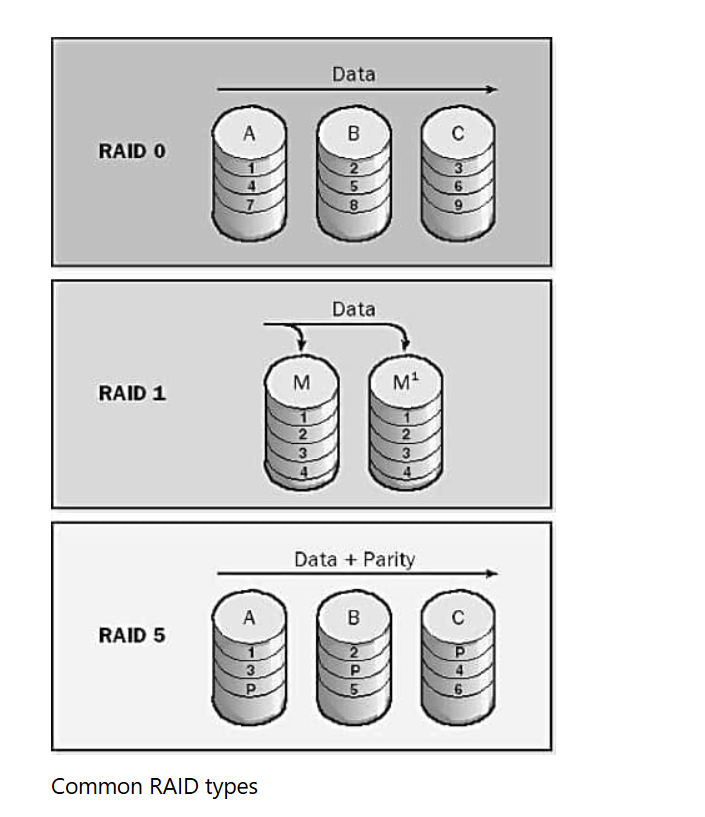 Data
RAID 0
A B C
1 2 3
4 5 6
7 8 9
Data
RAID 1
M M¹
1 1
2 2
3 3
4 4
Data + Parity
RAID 5
A B C
1 2 P
3 P 4
P 5 6
Common RAID types